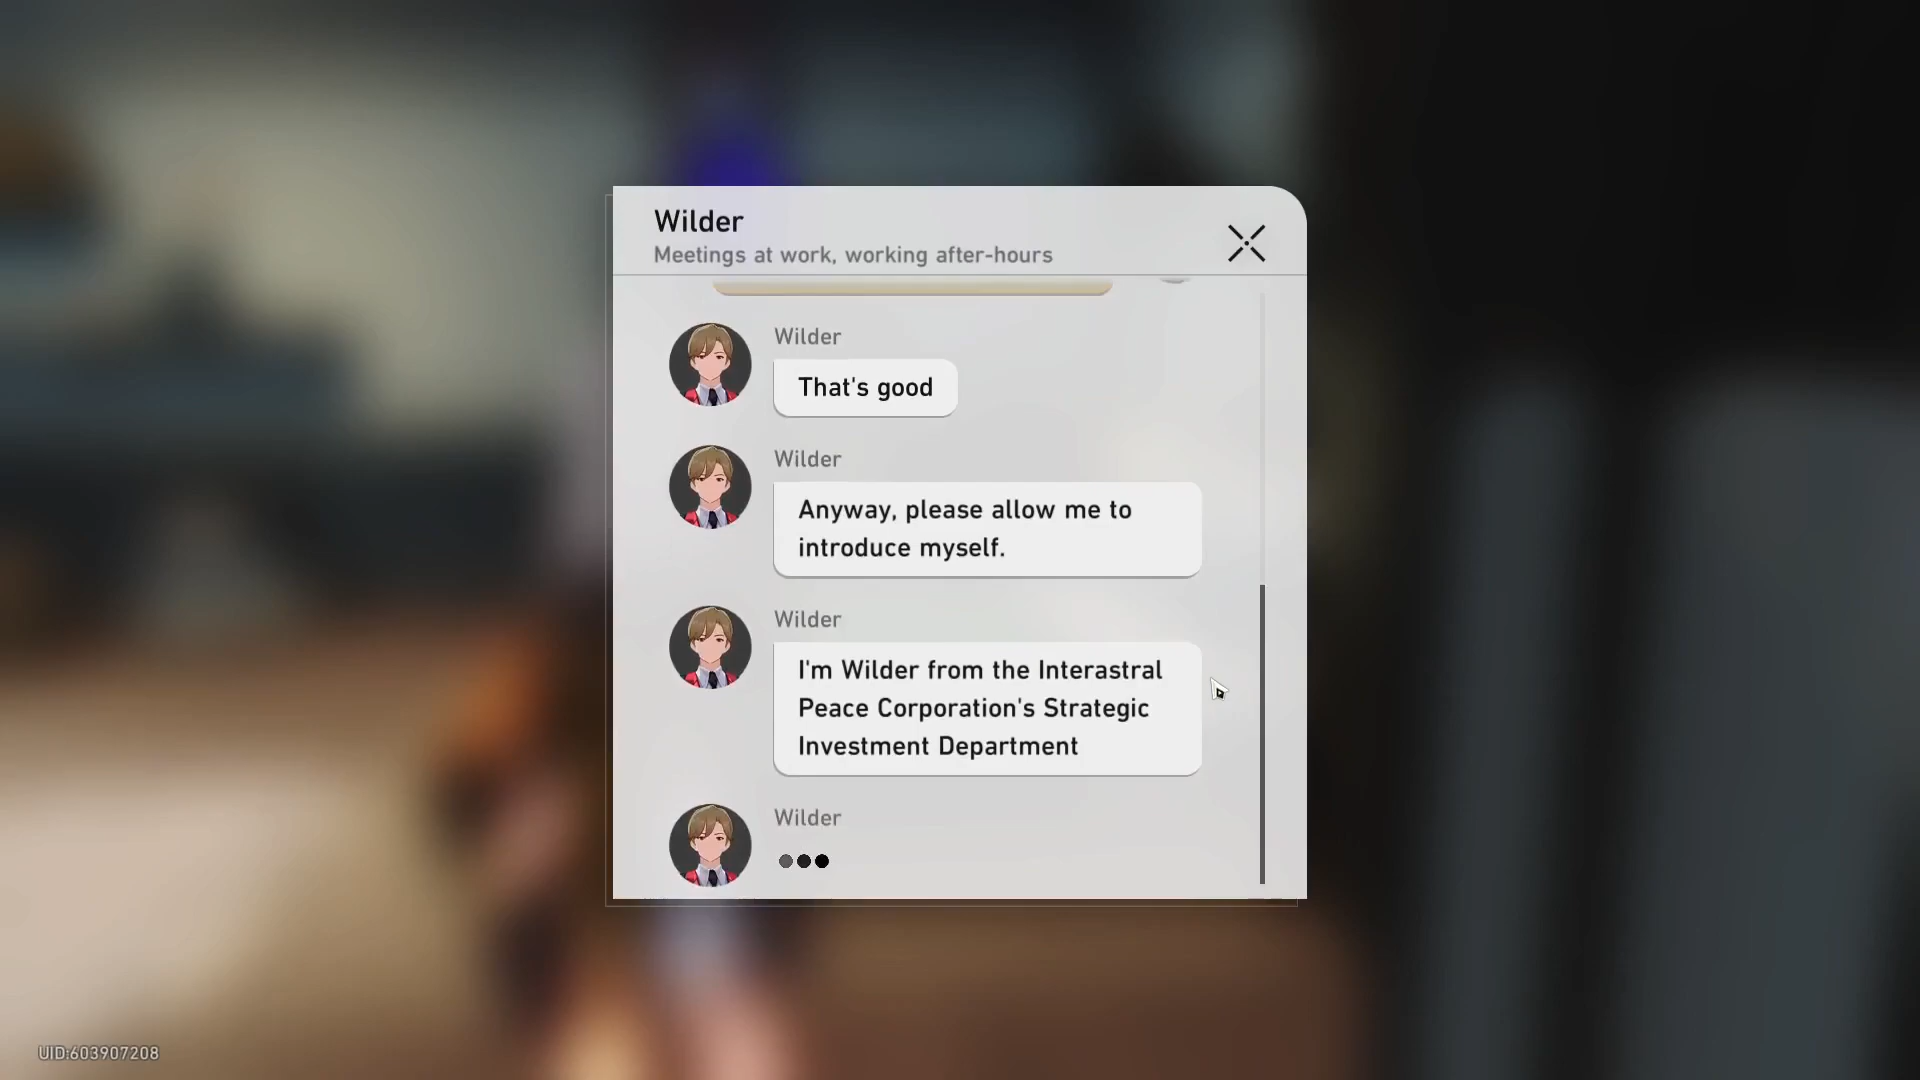 Wilder
Meetings at work, working after-hours
Wilder
That's good
Wilder
Anyway, please allow me to
introduce myself.
Wilder
I'm Wilder from the Interastral
Peace Corporation's Strategic
Investment Department
Wilder
UID:603907208